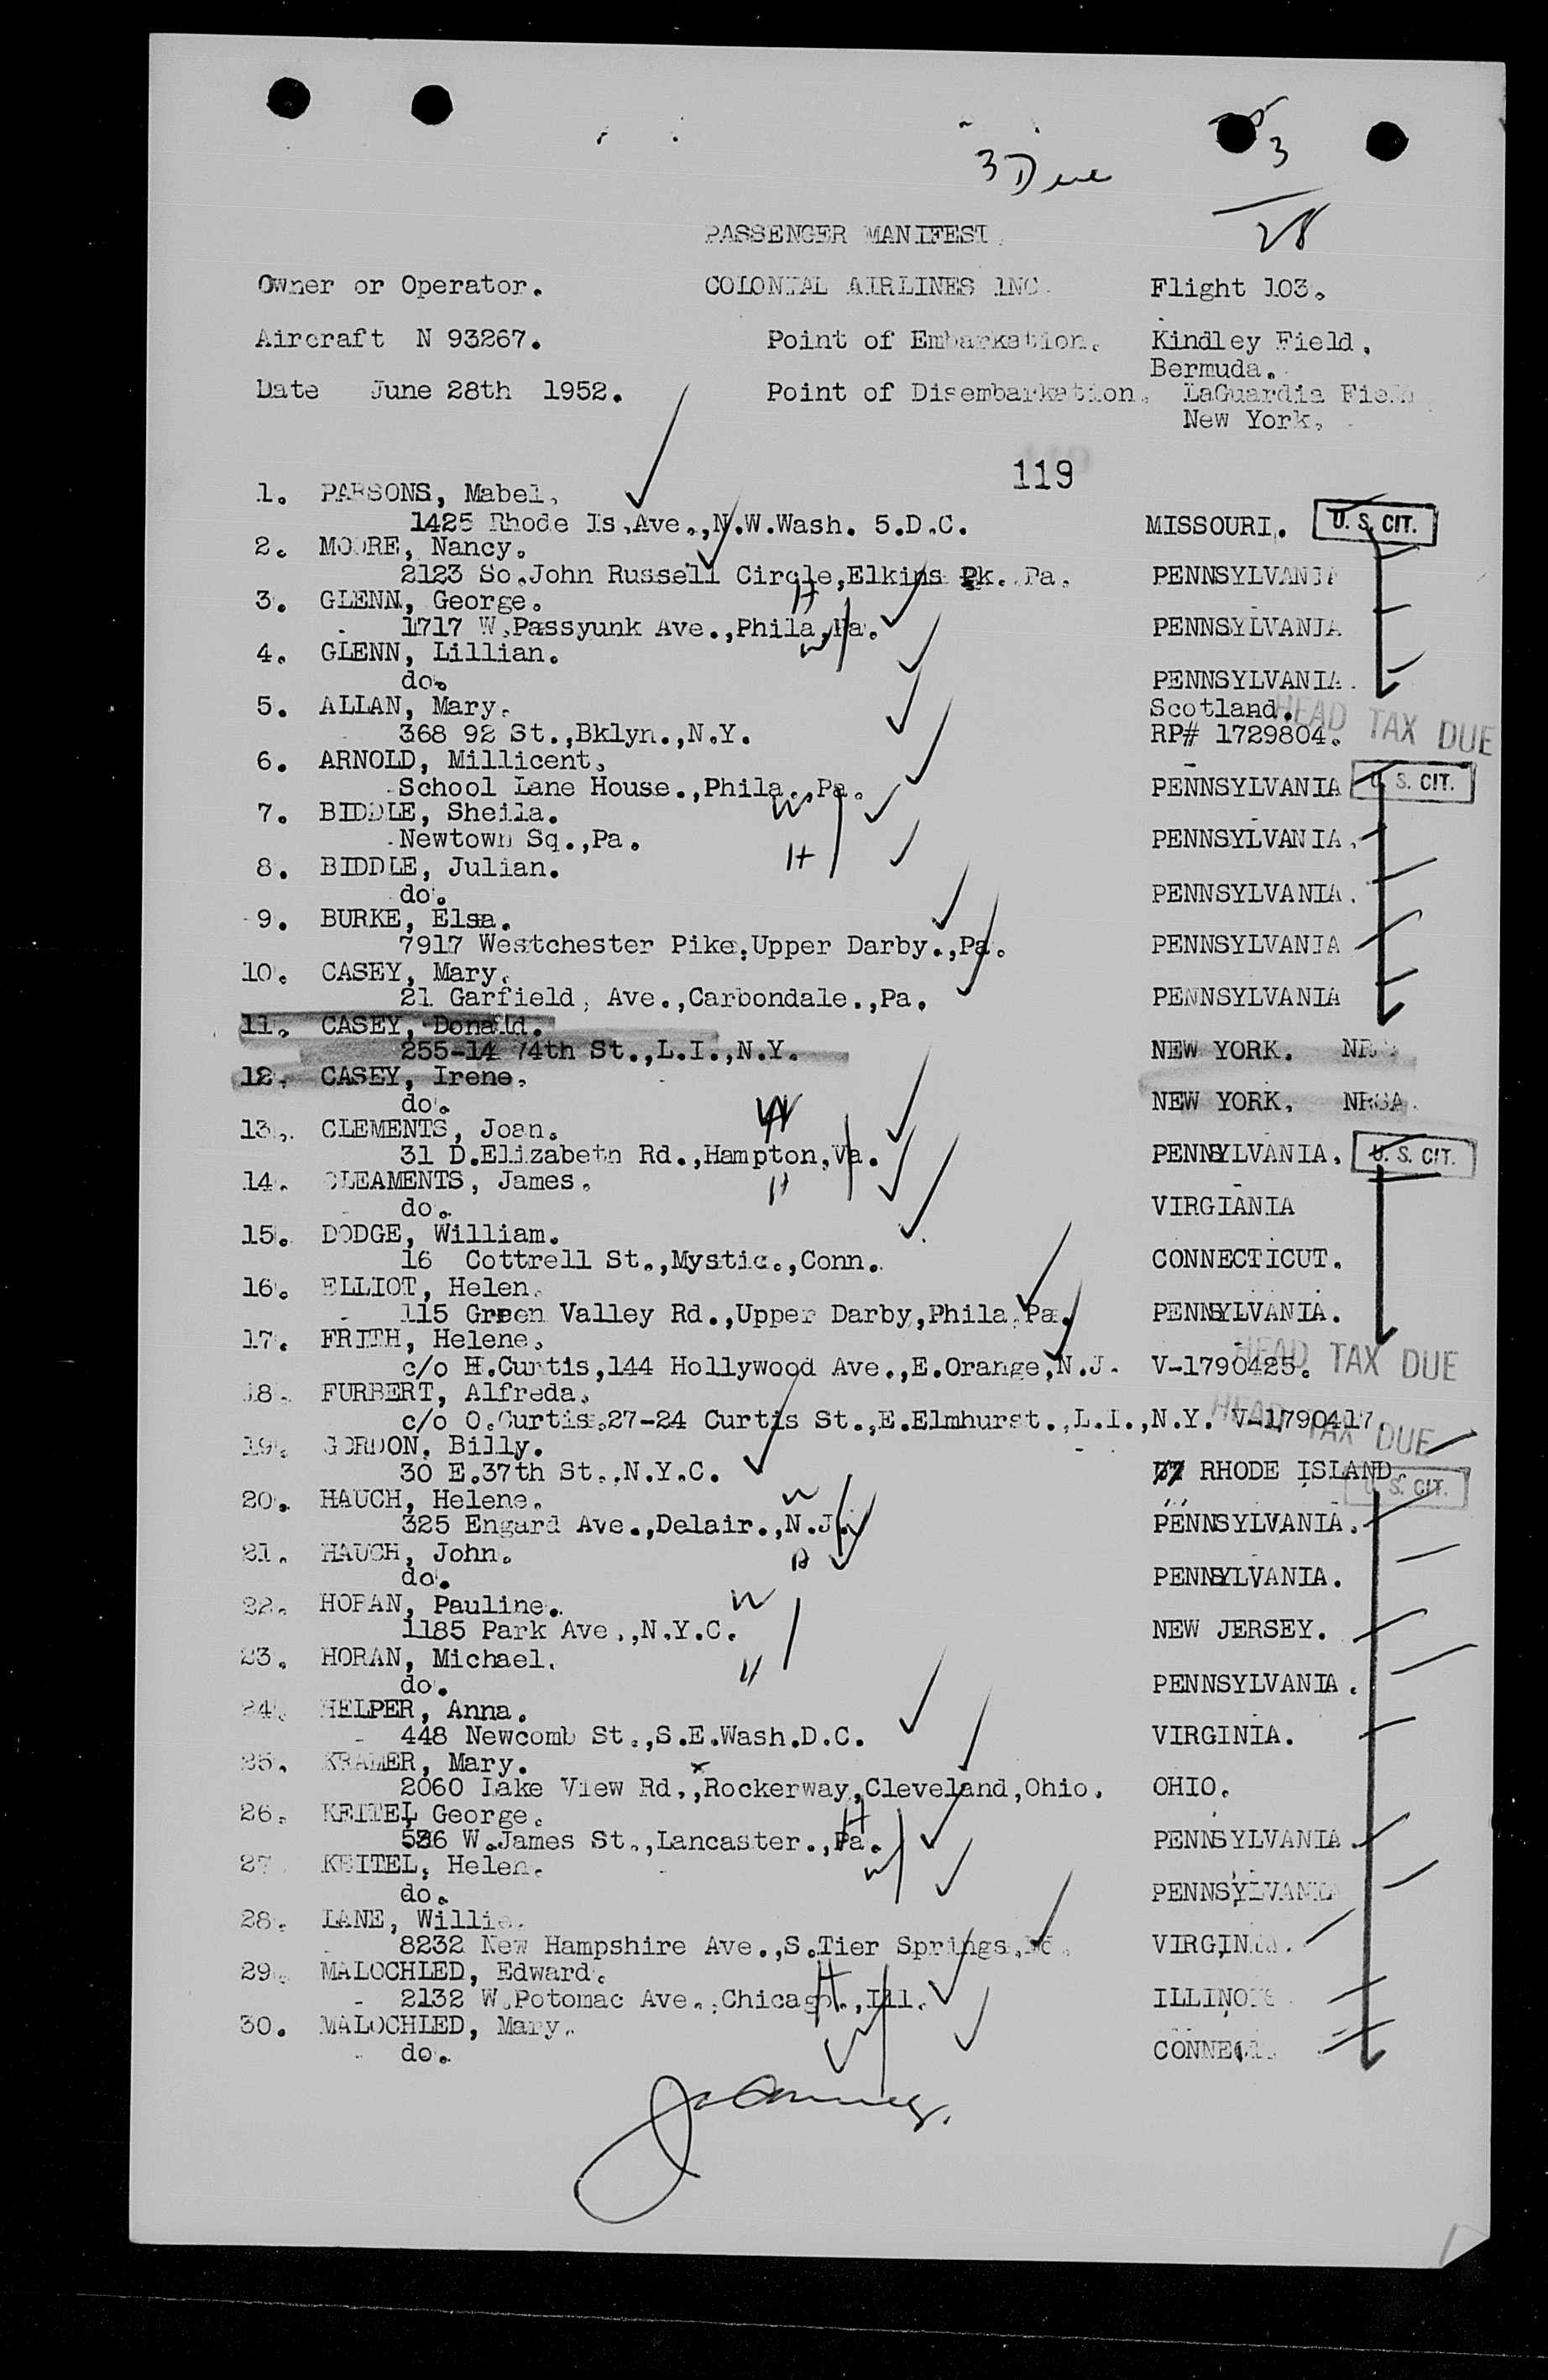 3 Due
3
28
PASSENGER MANIFEST.
Owner or Operator. COLONIAL AIRLINES INC. Flight 103.
Aircraft N 93267. Point of Embarkation. Kindley Field,
Bermuda.
Date June 28th 1952. Point of Disembarkation. LaGuardia Field
New York.
119
1. PARSONS, Mabel.
1425 Rhode Is.Ave.,N.W.Wash. 5.D.C. MISSOURI. U. S. CIT.
2. MOORE, Nancy.
2123 So.John Russell Circle,Elkins Pk. Pa. PENNSYLVANIA
3. GLENN, George. H
1717 W.Passyunk Ave.,Phila,Pa. PENNSYLVANIA
4. GLENN, Lillian. W
do. PENNSYLVANIA.
5. ALLAN, Mary. Scotland. HEAD TAX DUE
368 92 St.,Bklyn.,N.Y. RP# 1729804.
6. ARNOLD, Millicent.
School Lane House.,Phila.,Pa. PENNSYLVANIA U. S. CIT.
7. BIDDLE, Sheila. W
Newtown Sq.,Pa. PENNSYLVANIA.
8. BIDDLE, Julian. H
do. PENNSYLVANIA.
9. BURKE, Elsa.
7917 Westchester Pike,Upper Darby.,Pa. PENNSYLVANIA
10. CASEY, Mary.
21 Garfield, Ave.,Carbondale.,Pa. PENNSYLVANIA
11. CASEY, Donald.
255-14 74th St.,L.I.,N.Y. NEW YORK.
12. CASEY, Irene.
do. NEW YORK. NRSA.
13. CLEMENTS, Joan. W
31 D.Elizabeth Rd.,Hampton,Va. PENNSYLVANIA. U. S. CIT.
14. CLEAMENTS, James. H
do. VIRGIANIA
15. DODGE, William.
16 Cottrell St.,Mystic.,Conn. CONNECTICUT.
16. ELLIOT, Helen.
115 Green Valley Rd.,Upper Darby,Phila.Pa. PENNSYLVANIA.
17. FRITH, Helene.
c/o H.Curtis,144 Hollywood Ave.,E.Orange,N.J. V-1790425. HEAD TAX DUE
18. FURBERT, Alfreda.
c/o O.Curtis.27-24 Curtis St.,E.Elmhurst.,L.I.,N.Y. V-1790417. HEAD TAX DUE
19. GORDON, Billy.
30 E.37th St.,N.Y.C. RHODE ISLAND. U. S. CIT.
20. HAUCH, Helene. W
325 Engard Ave.,Delair.,N.J. PENNSYLVANIA.
21. HAUCH, John. H
do. PENNSYLVANIA.
22. HORAN, Pauline. W
1185 Park Ave.,N.Y.C. NEW JERSEY.
23. HORAN, Michael. H
do. PENNSYLVANIA.
24. HELPER, Anna.
448 Newcomb St.,S.E.Wash.D.C. VIRGINIA.
25. KRAMER, Mary.
2060 Lake View Rd.,Rockerway,Cleveland,Ohio. OHIO.
26. KEITEL George. H
536 W.James St.,Lancaster.,Pa. PENNSYLVANIA.
27 KEITEL, Helen. W
do. PENNSYLVANIA
28. LANE, Willie.
8232 New Hampshire Ave.,S.Tier Springs, VIRGINIA.
29. MALOCHLED, Edward. H
2132 W.Potomac Ave.,Chicago.,Ill. ILLINOIS
30. MALOCHLED, Mary. W
do.